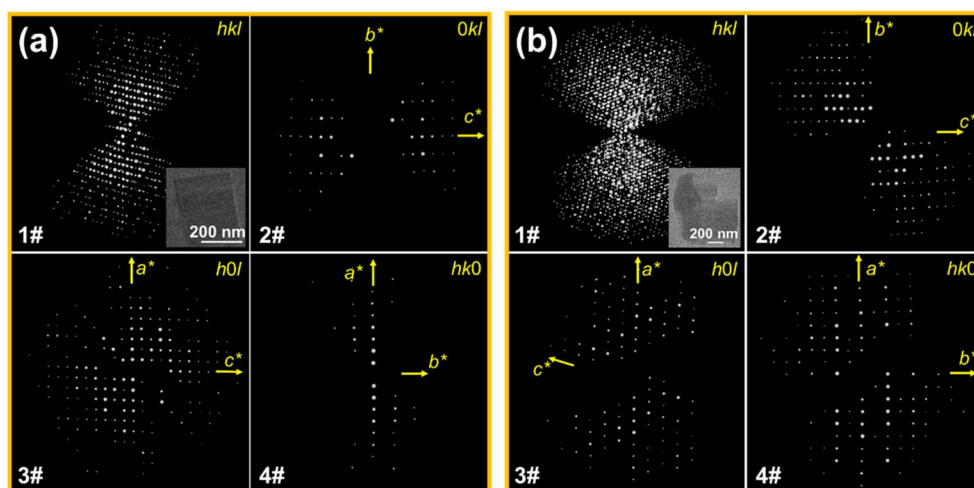 (a)
hkl
1#
200 nm
0kl
b*
c*
2#
h0l
a*
c*
3#
hk0
a*
b*
4#
(b)
hkl
1#
200 nm
0kl
b*
c*
2#
h0l
a*
c*
3#
hk0
a*
b*
4#